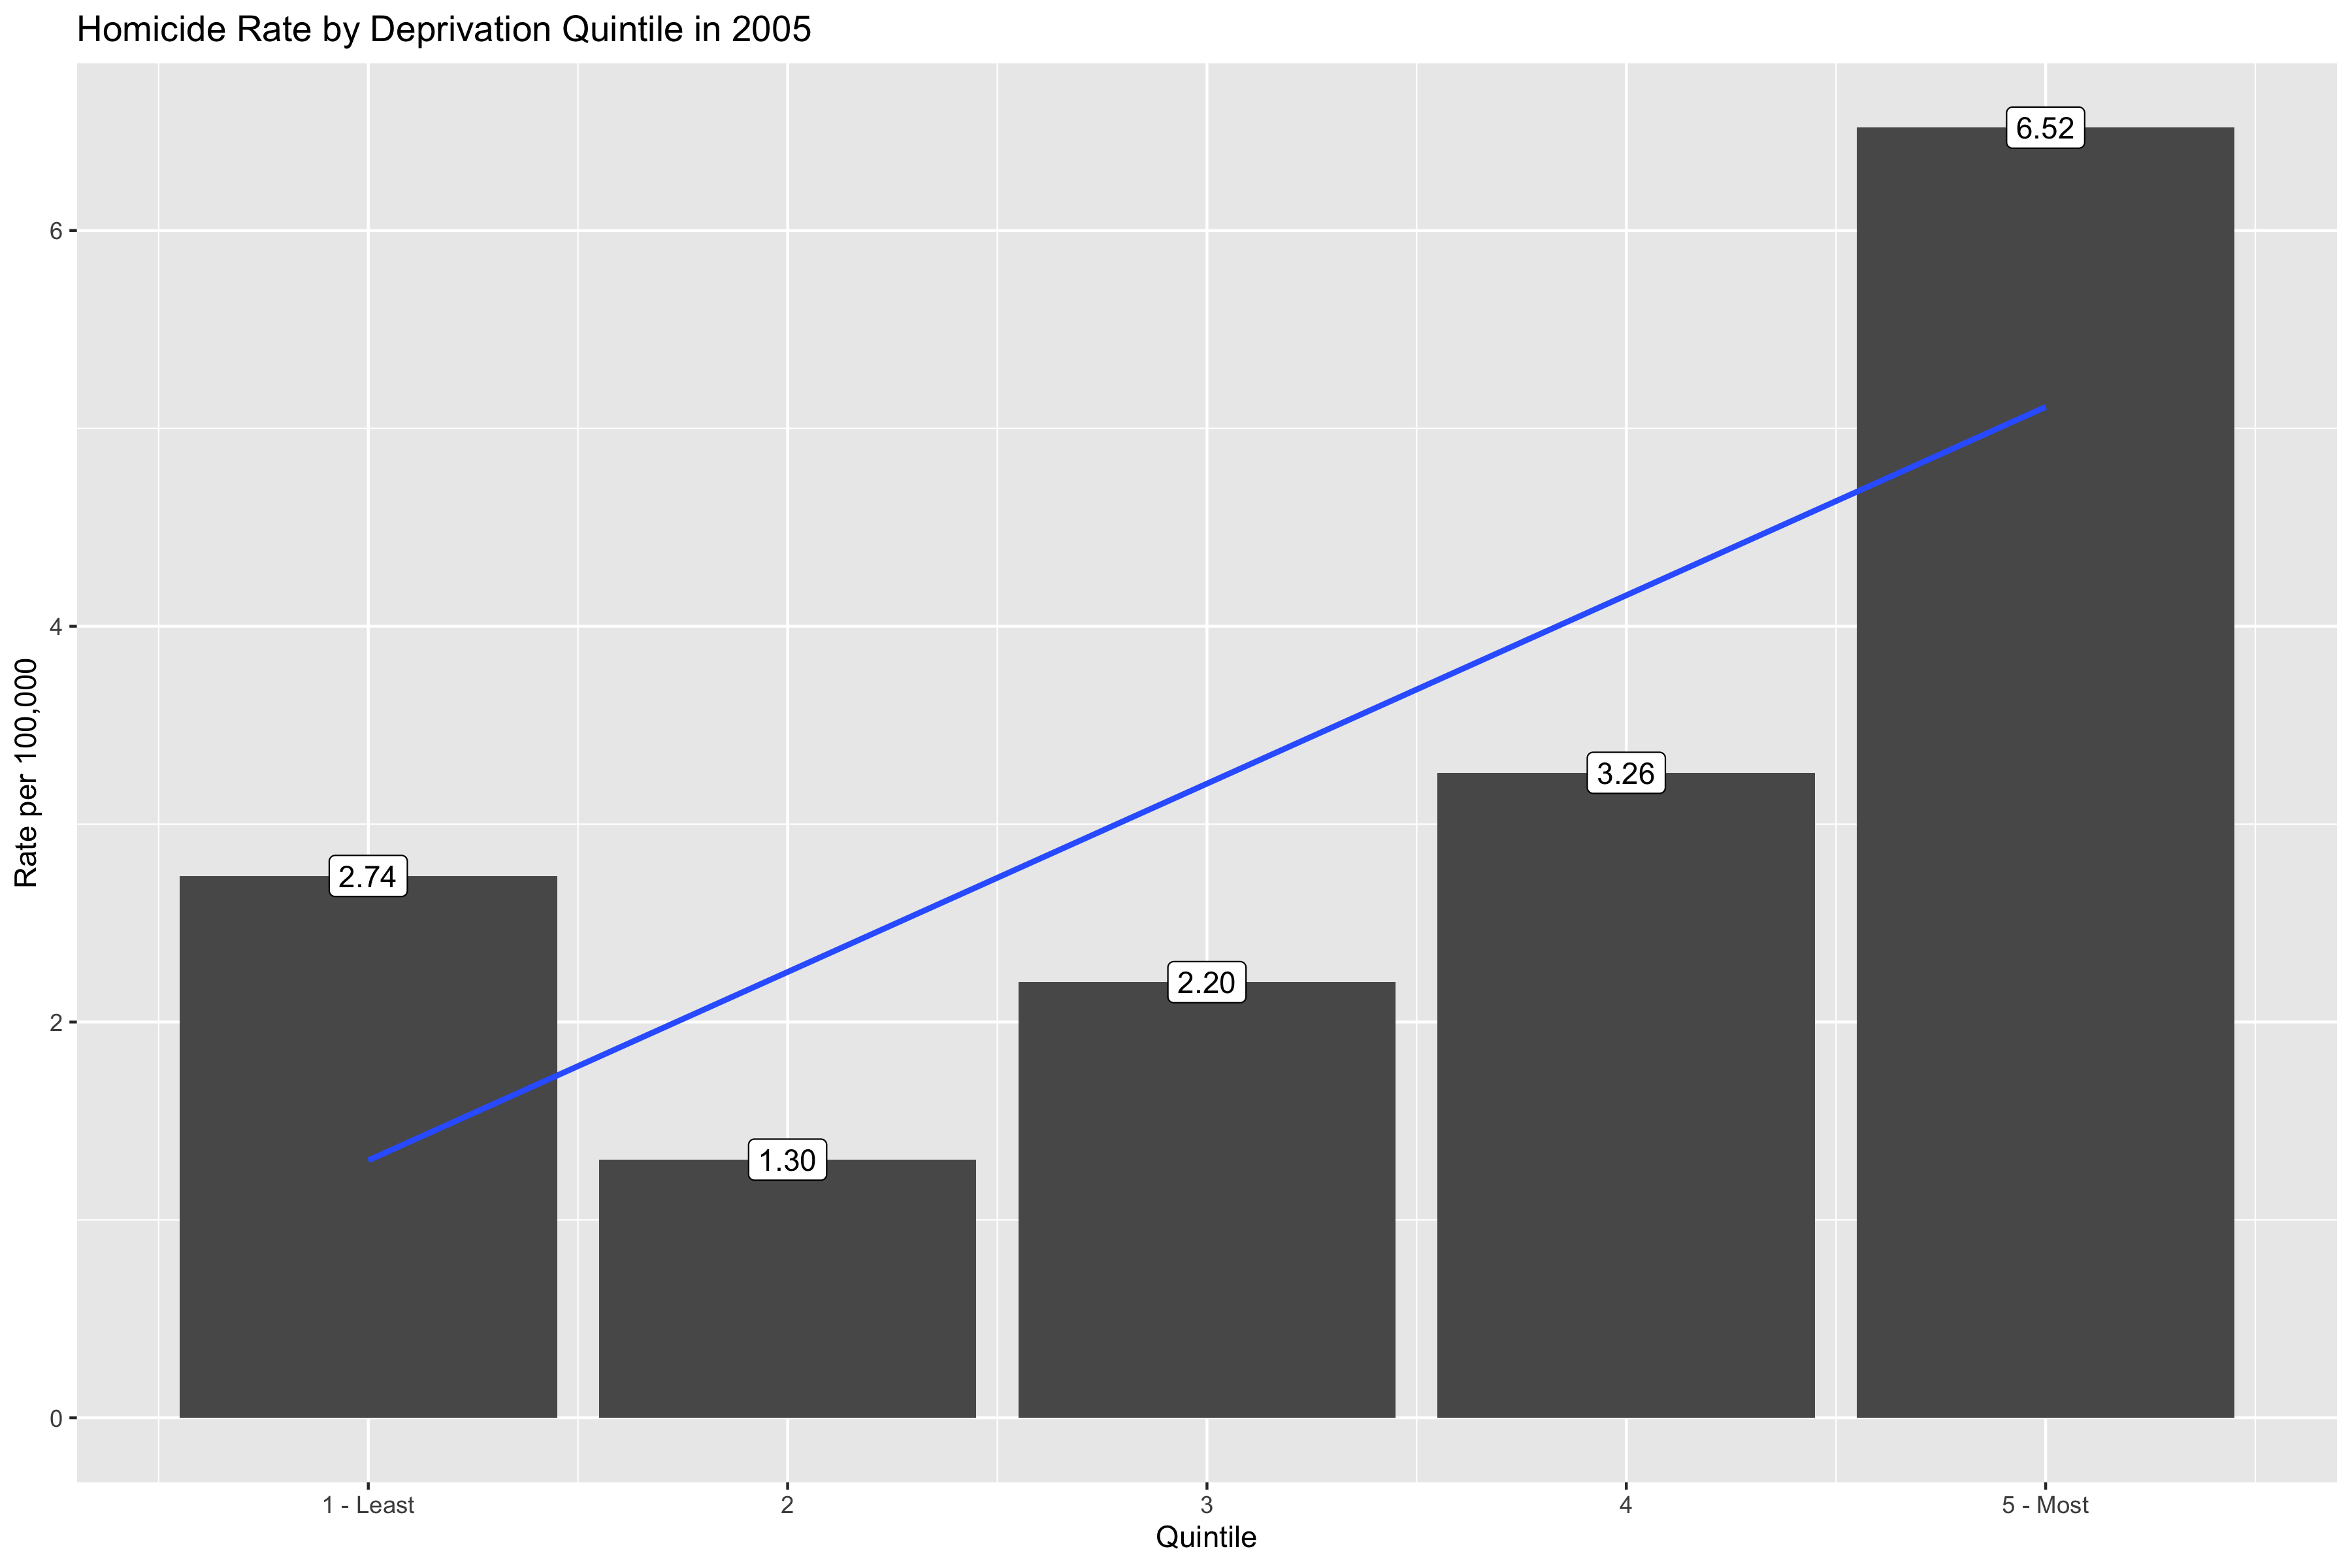 Homicide Rate by Deprivation Quintile in 2005
Rate per 100,000
6
4
2
0
2.74
1.30
2.20
3.26
6.52
1 - Least
2
3
4
5 - Most
Quintile